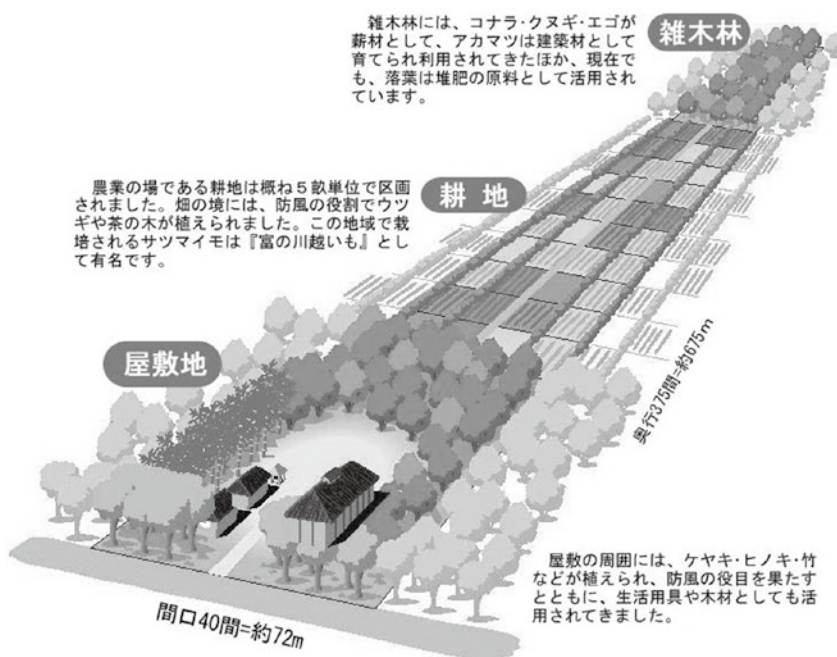 雑木林
雑木林には、コナラ・クヌギ・エゴが
薪材として、アカマツは建築材として
育てられ利用されてきたほか、現在で
も、落葉は堆肥の原料として活用され
ています。
耕地
農業の場である耕地は概ね5畝単位で区画
されました。畑の境には、防風の役割でウツ
ギや茶の木が植えられました。この地域で栽
培されるサツマイモは『富の川越いも』とし
て有名です。
屋敷地
奥行375間=約675m
屋敷の周囲には、ケヤキ・ヒノキ・竹
などが植えられ、防風の役目を果たす
とともに、生活用具や木材としても活
用されてきました。
間口40間=約72m